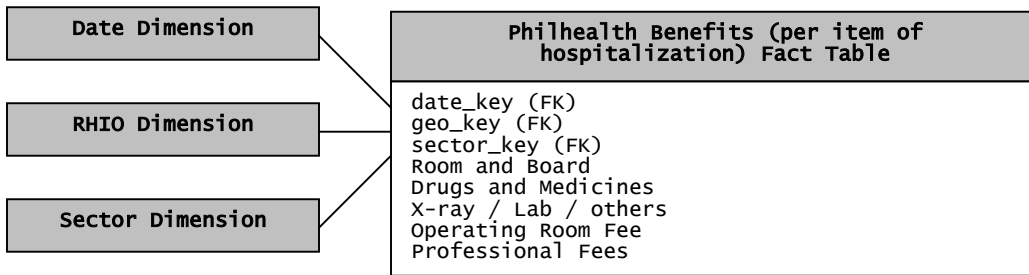 Date Dimension
RHIO Dimension
Sector Dimension
Philhealth Benefits (per item of
hospitalization) Fact Table
date_key (FK)
geo_key (FK)
sector_key (FK)
Room and Board
Drugs and Medicines
X-ray / Lab / others
Operating Room Fee
Professional Fees